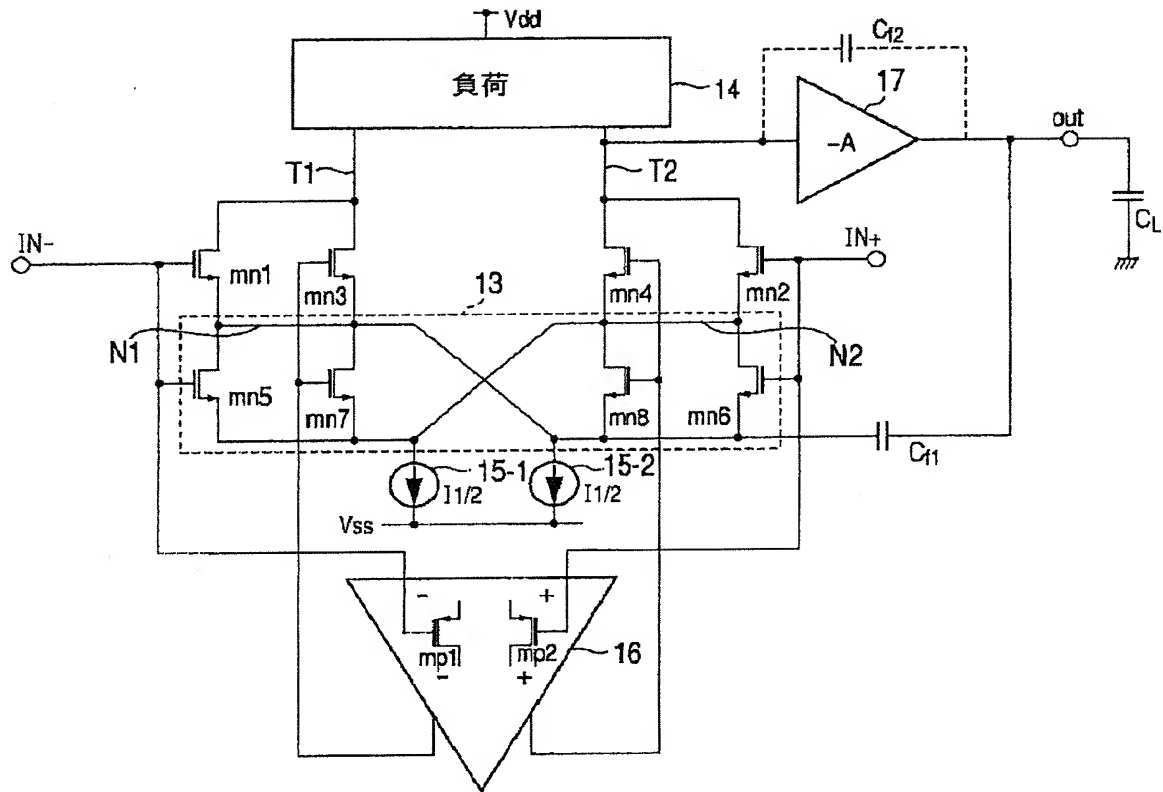 Vdd
負荷
14
Cf2
17
-A
out
CL
T1
T2
IN-
IN+
mn1
mn3
mn4
mn2
13
N1
N2
mn5
mn7
mn8
mn6
Cf1
15-1
15-2
I1/2
I1/2
Vss
-
+
mp1
mp2
16
-
+